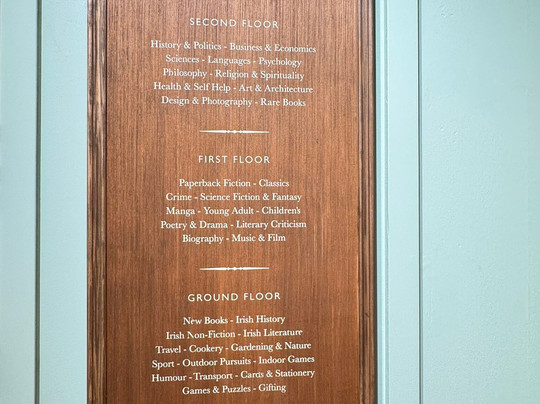 SECOND FLOOR
History & Politics - Business & Economics
Sciences - Languages - Psychology
Philosophy - Religion & Spirituality
Health & Self Help - Art & Architecture
Design & Photography - Rare Books
FIRST FLOOR
Paperback Fiction - Classics
Crime - Science Fiction & Fantasy
Manga - Young Adult - Children's
Poetry & Drama - Literary Criticism
Biography - Music & Film
GROUND FLOOR
New Books - Irish History
Irish Non-Fiction - Irish Literature
Travel - Cookery - Gardening & Nature
Sport - Outdoor Pursuits - Indoor Games
Humour - Transport - Cards & Stationery
Games & Puzzles - Gifting